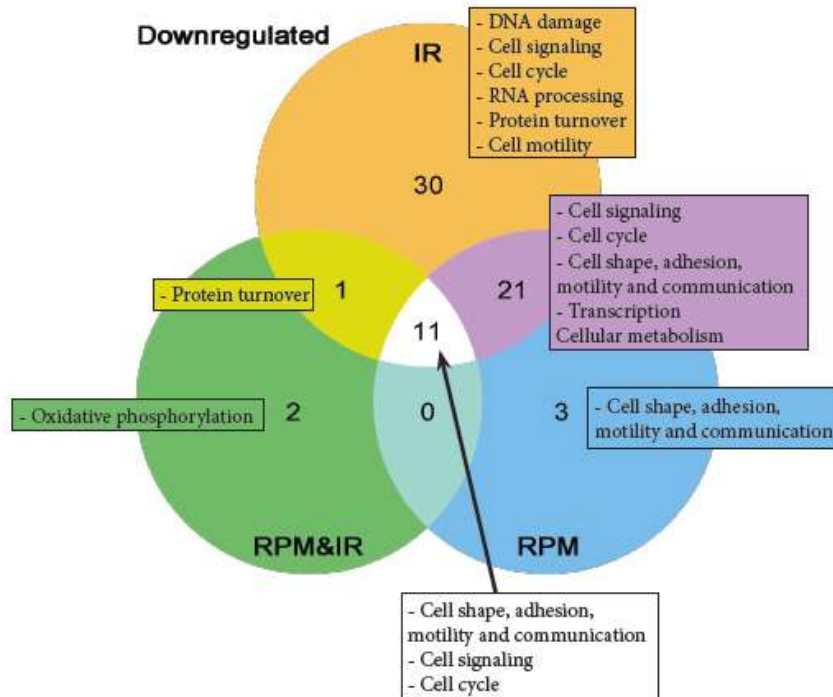 Downregulated
IR
- DNA damage
- Cell signaling
- Cell cycle
- RNA processing
- Protein turnover
- Cell motility
30
- Cell signaling
- Cell cycle
- Cell shape, adhesion,
motility and communication
- Transcription
Cellular metabolism
- Protein turnover
1
21
11
- Oxidative phosphorylation
2
0
3
- Cell shape, adhesion,
motility and communication
RPM&IR
RPM
- Cell shape, adhesion,
motility and communication
- Cell signaling
- Cell cycle